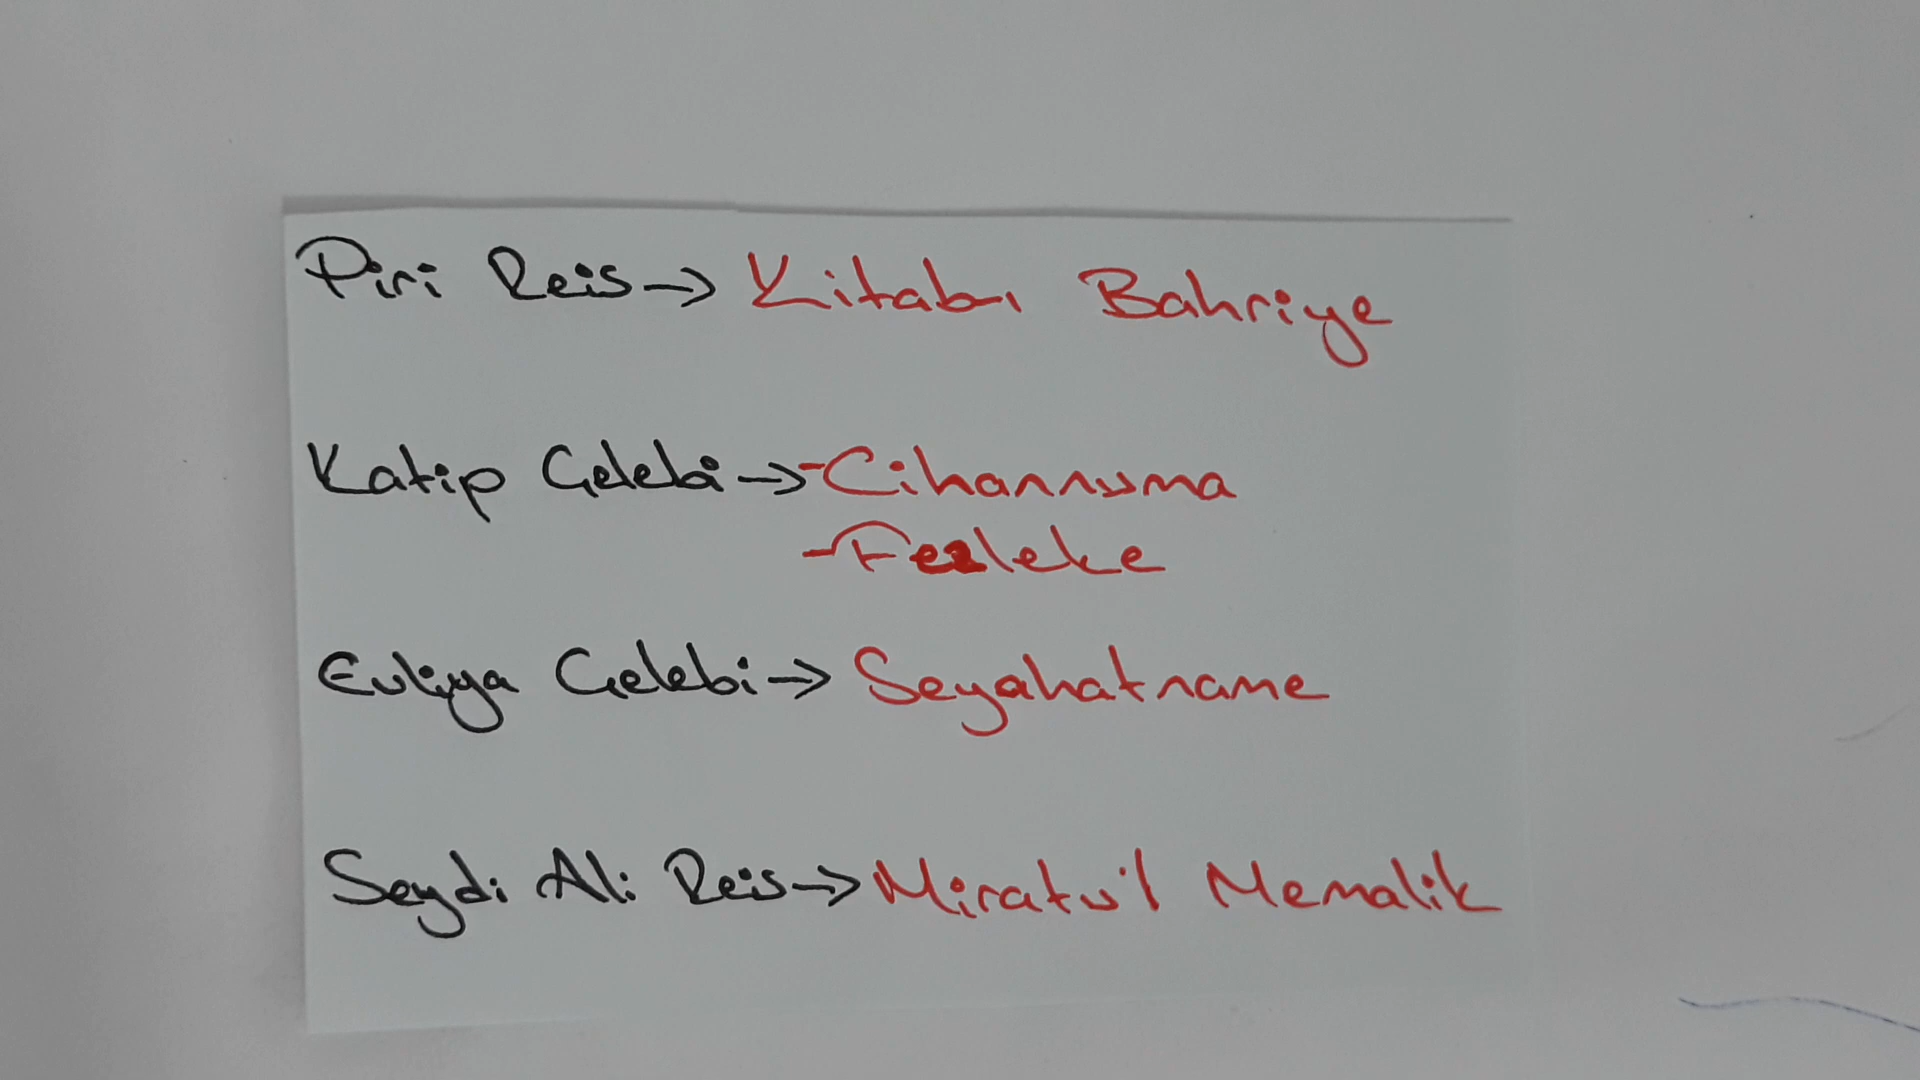 Piri Reis → Kitabı Bahriye
Katip Çelebi → - Cihannuma
- Fezleke
Evliya Çelebi → Seyahatname
Seydi Ali Reis → Miratu'l Memalik